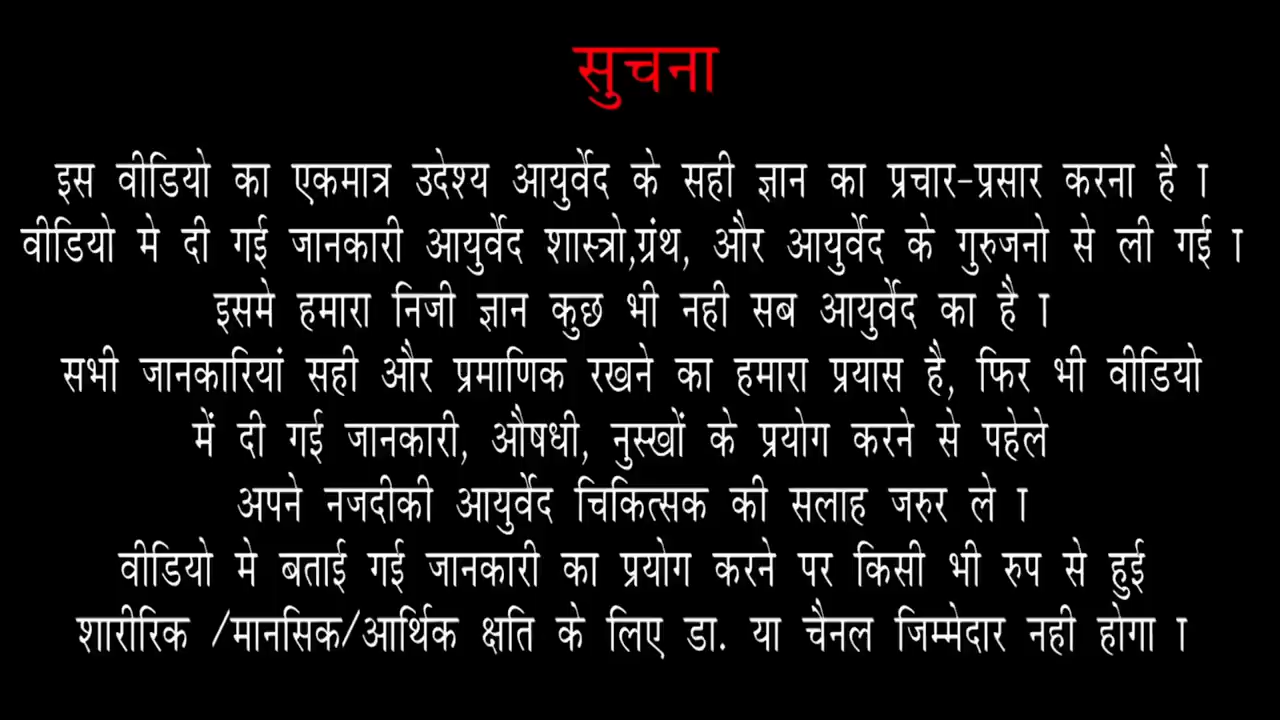 सुचना
इस वीडियो का एकमात्र उदेश्य आयुर्वेद के सही ज्ञान का प्रचार-प्रसार करना है ।
वीडियो मे दी गई जानकारी आयुर्वेद शास्त्रो,ग्रंथ, और आयुर्वेद के गुरुजनो से ली गई ।
इसमे हमारा निजी ज्ञान कुछ भी नही सब आयुर्वेद का है ।
सभी जानकारियां सही और प्रमाणिक रखने का हमारा प्रयास है, फिर भी वीडियो
में दी गई जानकारी, औषधी, नुस्खों के प्रयोग करने से पहेले
अपने नजदीकी आयुर्वेद चिकित्सक की सलाह जरुर ले ।
वीडियो मे बताई गई जानकारी का प्रयोग करने पर किसी भी रुप से हुई
शारीरिक /मानसिक/आर्थिक क्षति के लिए डा. या चैनल जिम्मेदार नही होगा ।